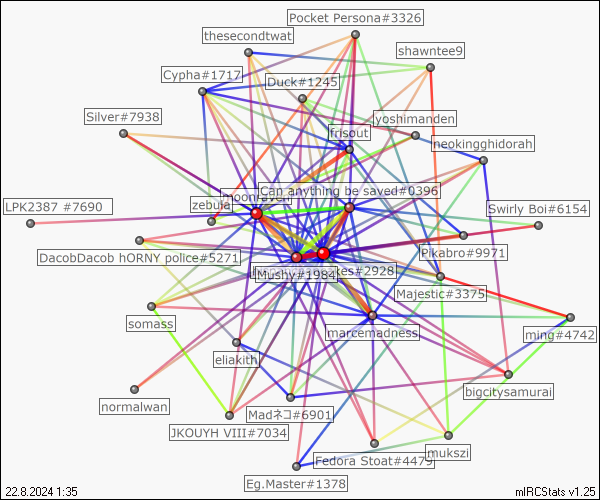 Pocket Persona#3326
thesecondtwat
shawntee9
Cypha#1717
Duck#1245
Silver#7938
yoshimanden
frisout
neokingghidorah
Can anything be saved#0396
moonraven
zebula
LPK2387 #7690
Swirly Boi#6154
DacobDacob hORNY police#5271
Pikabro#9971
Mushy#1984
kes#2928
Majestic#3375
somass
marcemadness
ming#4742
eliakith
bigcitysamurai
normalwan
Madネコ#6901
JKOUYH VIII#7034
mukszi
Fedora Stoat#4479
Eg.Master#1378
22.8.2024 1:35
mIRCStats v1.25